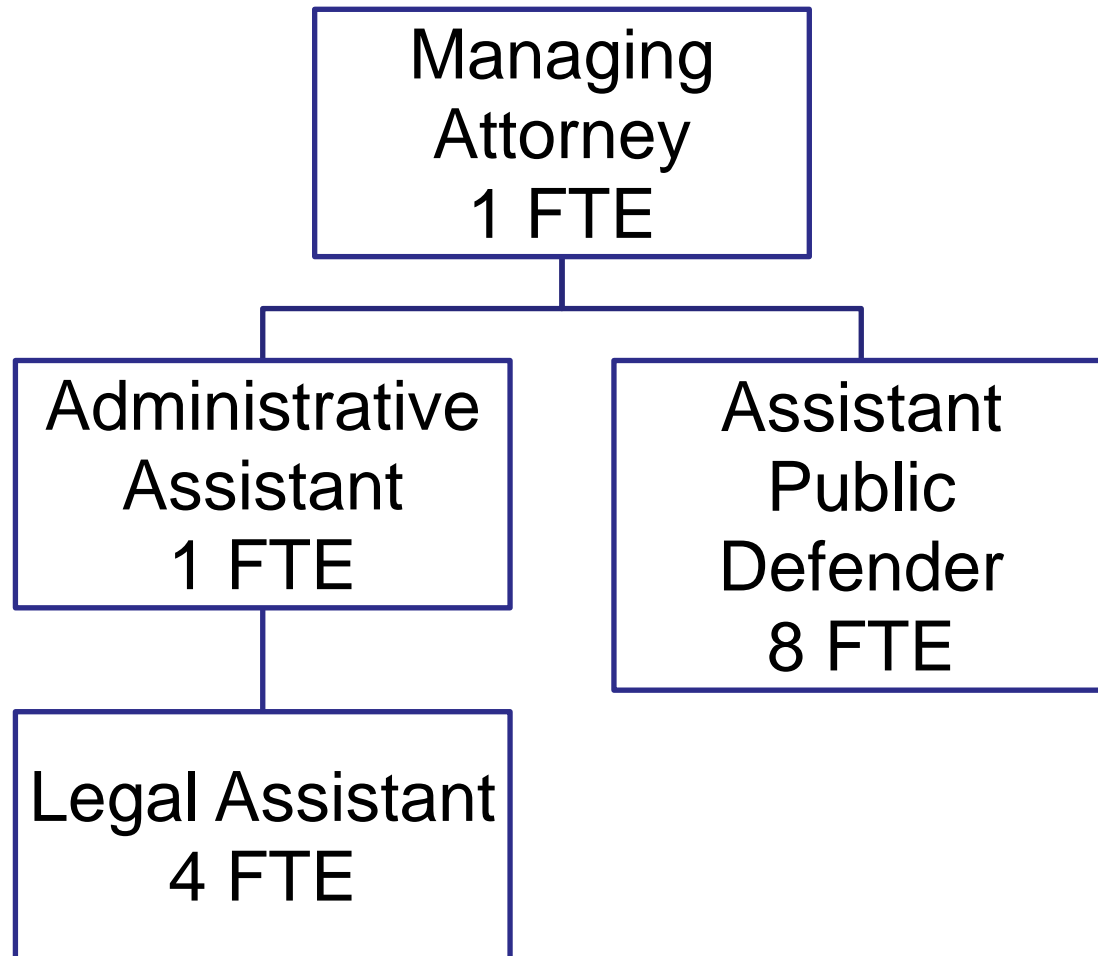 Managing
Attorney
1 FTE
Administrative
Assistant
1 FTE
Assistant
Public
Defender
8 FTE
Legal Assistant
4 FTE